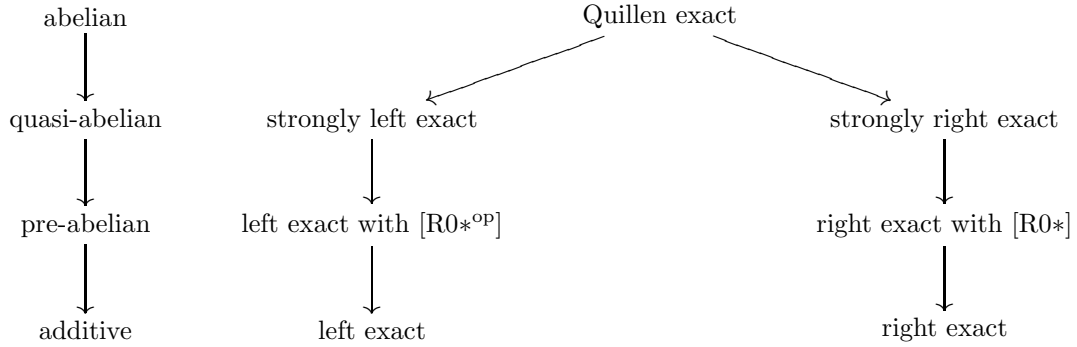 abelian
Quillen exact
quasi-abelian
strongly left exact
strongly right exact
pre-abelian
left exact with [R0*ᵒᵖ]
right exact with [R0*]
additive
left exact
right exact